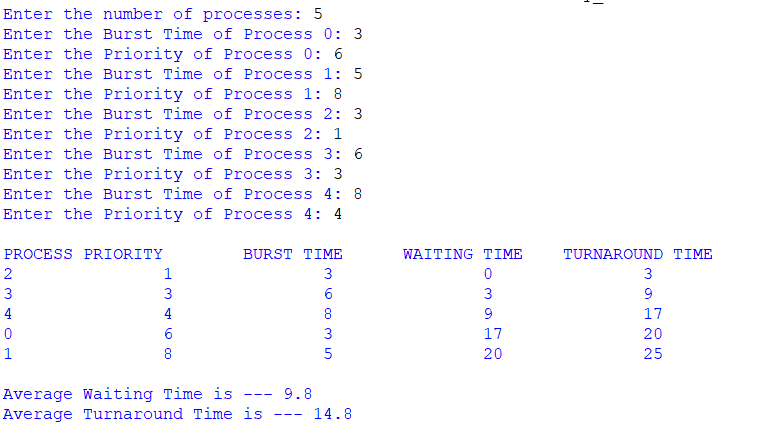 Enter the number of processes: 5
Enter the Burst Time of Process 0: 3
Enter the Priority of Process 0: 6
Enter the Burst Time of Process 1: 5
Enter the Priority of Process 1: 8
Enter the Burst Time of Process 2: 3
Enter the Priority of Process 2: 1
Enter the Burst Time of Process 3: 6
Enter the Priority of Process 3: 3
Enter the Burst Time of Process 4: 8
Enter the Priority of Process 4: 4
PROCESS PRIORITY BURST TIME WAITING TIME TURNAROUND TIME
2 1 3 0 3
3 3 6 3 9
4 4 8 9 17
0 6 3 17 20
1 8 5 20 25
Average Waiting Time is --- 9.8
Average Turnaround Time is --- 14.8